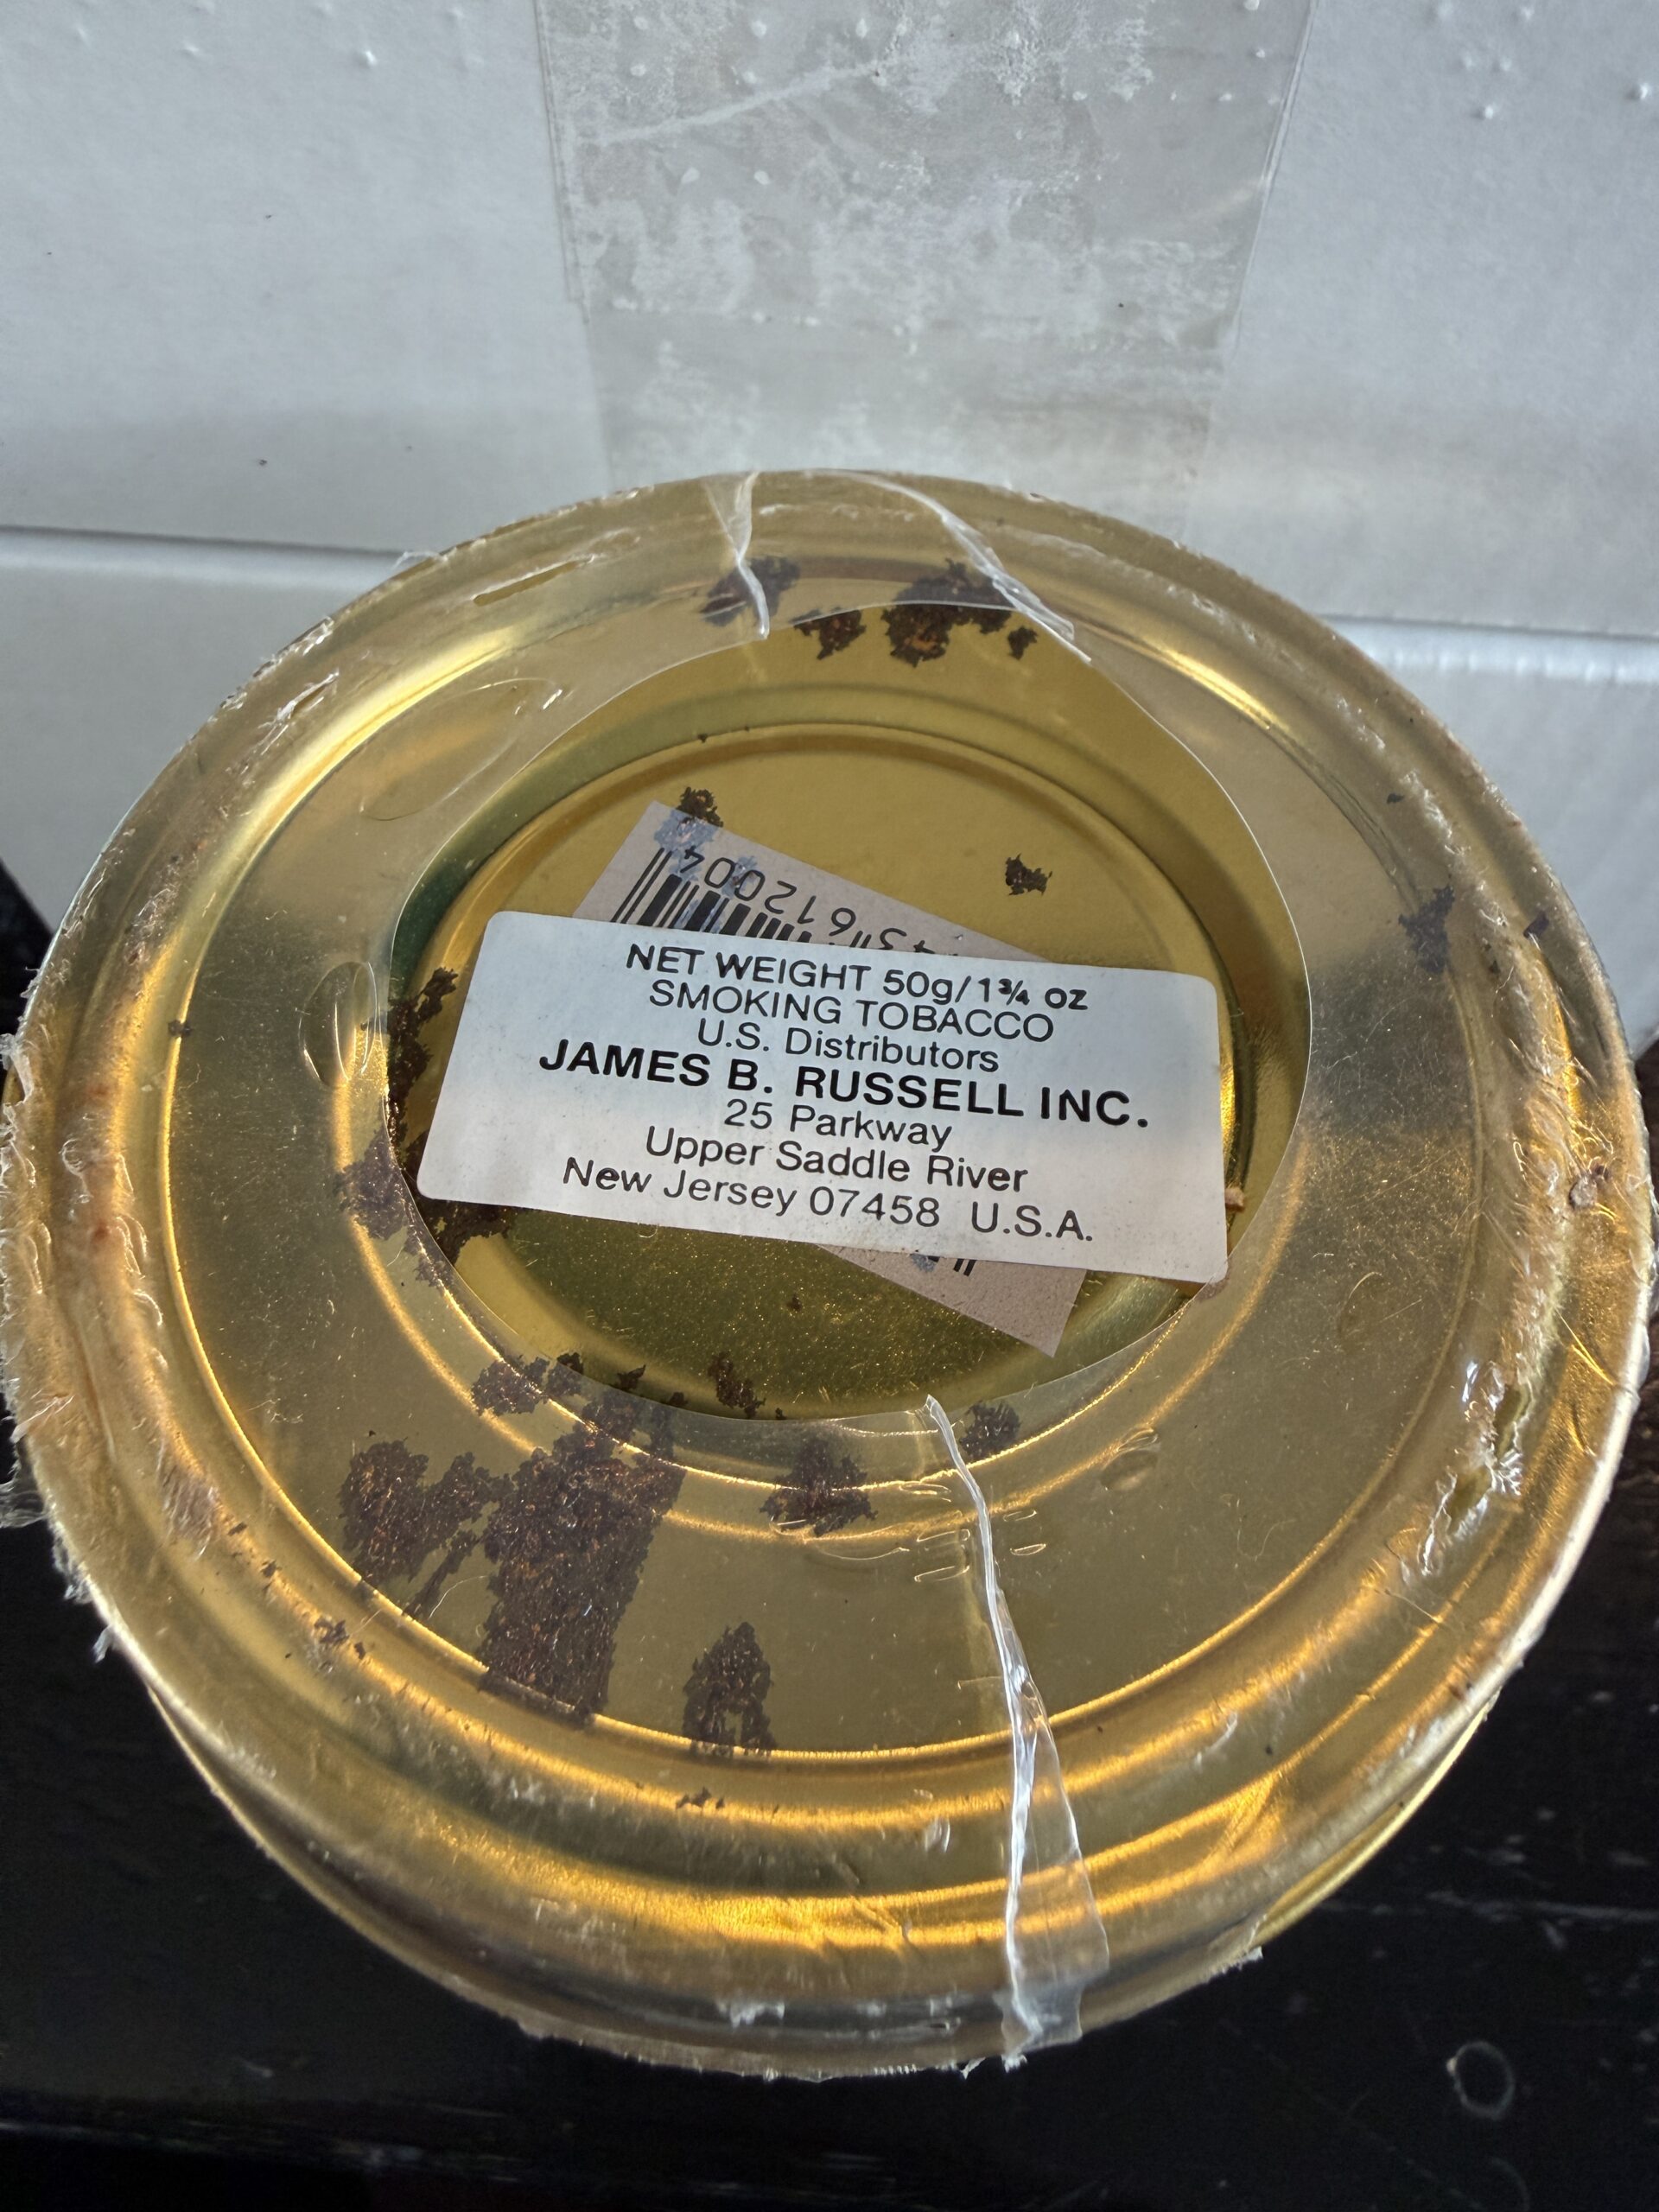 NET WEIGHT 50g/1¾ oz
SMOKING TOBACCO
U.S. Distributors
JAMES B. RUSSELL INC.
25 Parkway
Upper Saddle River
New Jersey 07458 U.S.A.
612004